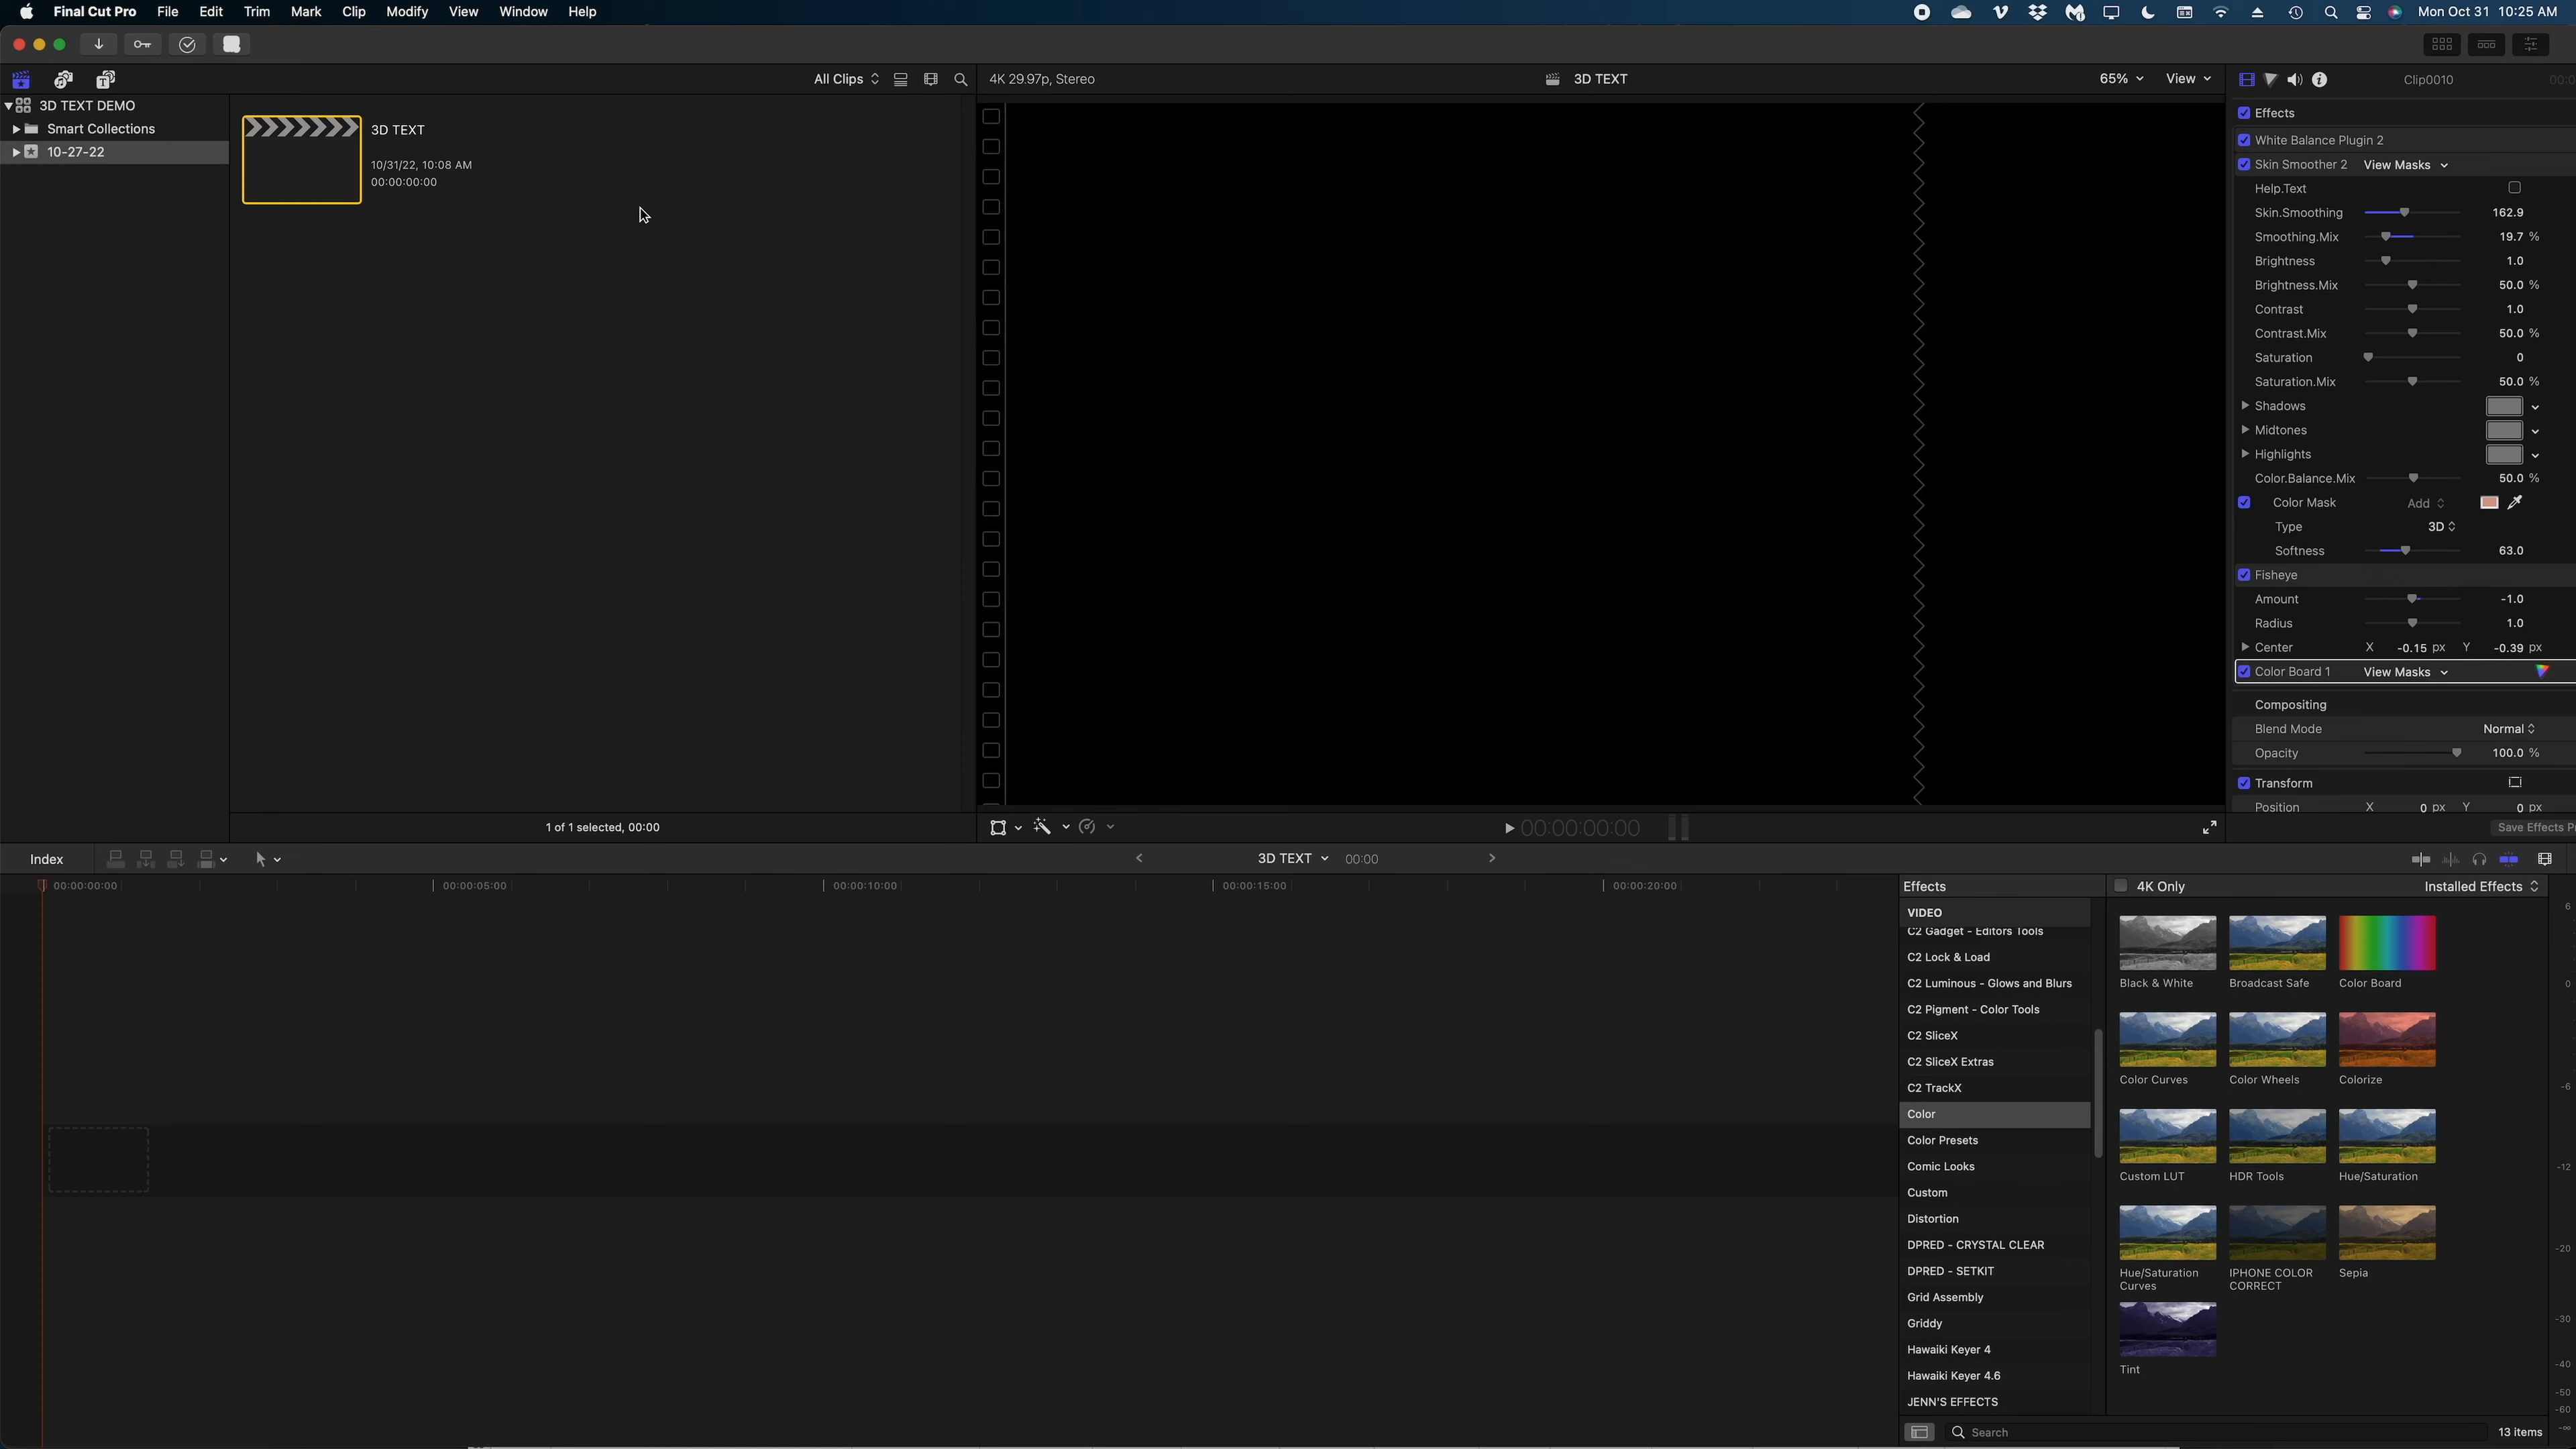 Final Cut Pro File Edit Trim Mark Clip Modify View Window Help
Mon Oct 31 10:25 AM
All Clips
4K 29.97p, Stereo
3D TEXT
65%
View
Clip0010
3D TEXT DEMO
Smart Collections
10-27-22
3D TEXT
10/31/22, 10:08 AM
00:00:00:00
1 of 1 selected, 00:00
00:00:00:00
Effects
White Balance Plugin 2
Skin Smoother 2 View Masks
Help.Text
Skin.Smoothing 162.9
Smoothing.Mix 19.7 %
Brightness 1.0
Brightness.Mix 50.0 %
Contrast 1.0
Contrast.Mix 50.0 %
Saturation 0
Saturation.Mix 50.0 %
Shadows
Midtones
Highlights
Color.Balance.Mix 50.0 %
Color Mask Add
Type 3D
Softness 63.0
Fisheye
Amount -1.0
Radius 1.0
Center X -0.15 px Y -0.39 px
Color Board 1 View Masks
Compositing
Blend Mode Normal
Opacity 100.0 %
Transform
Position X 0 px Y 0 px
Save Effects
Index
3D TEXT 00:00
00:00:00:00 00:00:05:00 00:00:10:00 00:00:15:00 00:00:20:00
Effects
4K Only
Installed Effects
VIDEO
C2 Gadget - Editors Tools
C2 Lock & Load
C2 Luminous - Glows and Blurs
C2 Pigment - Color Tools
C2 SliceX
C2 SliceX Extras
C2 TrackX
Color
Color Presets
Comic Looks
Custom
Distortion
DPRED - CRYSTAL CLEAR
DPRED - SETKIT
Grid Assembly
Griddy
Hawaiki Keyer 4
Hawaiki Keyer 4.6
JENN'S EFFECTS
Black & White
Broadcast Safe
Color Board
Color Curves
Color Wheels
Colorize
Custom LUT
HDR Tools
Hue/Saturation
Hue/Saturation
Curves
IPHONE COLOR
CORRECT
Sepia
Tint
Search
13 items
6
0
-6
-12
-20
-30
-40
-50
-60
-∞